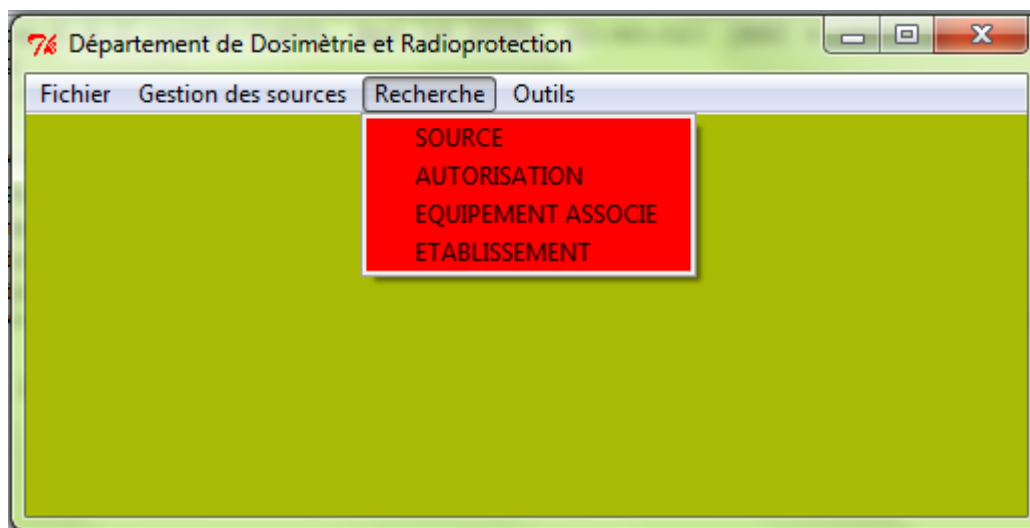 Département de Dosimètrie et Radioprotection
Fichier Gestion des sources Recherche Outils
SOURCE
AUTORISATION
EQUIPEMENT ASSOCIE
ETABLISSEMENT